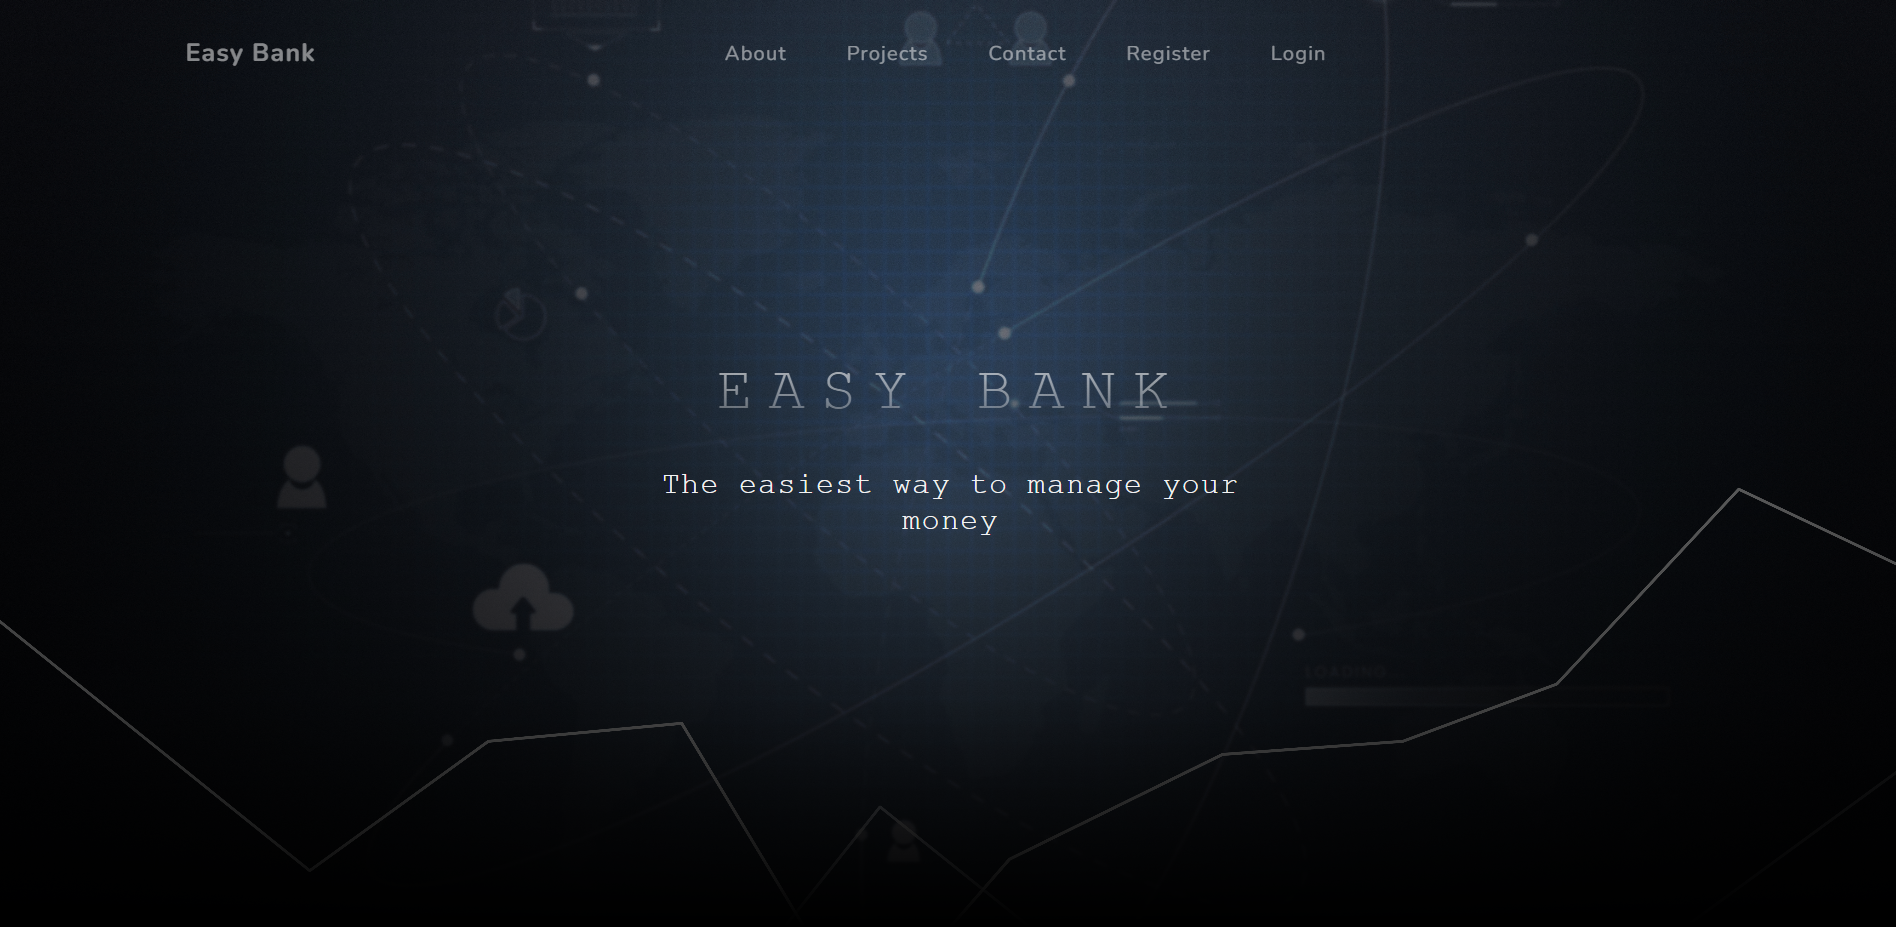 Easy Bank
About Projects Contact Register Login
EASY BANK
The easiest way to manage your
money
LOADING